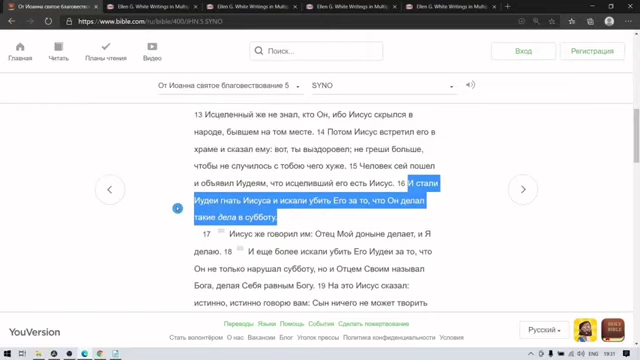 От Иоанна святое благовествование
Ellen G. White Writings in Multip
Ellen G. White Writings in Multip
Ellen G. White Writings in Multip
Ellen G. White Writings in Multip
https://www.bible.com/ru/bible/400/JHN.5.SYNO
Главная
Читать
Планы чтения
Видео
Поиск...
Вход
Регистрация
От Иоанна святое благовествование 5
SYNO
13 Исцеленный же не знал, кто Он, ибо Иисус скрылся в
народе, бывшем на том месте. 14 Потом Иисус встретил его в
храме и сказал ему: вот, ты выздоровел; не греши больше,
чтобы не случилось с тобою чего хуже. 15 Человек сей пошел
и объявил Иудеям, что исцеливший его есть Иисус. 16 И стали
Иудеи гнать Иисуса и искали убить Его за то, что Он делал
такие дела в субботу.
17 Иисус же говорил им: Отец Мой доныне делает, и Я
делаю. 18 И еще более искали убить Его Иудеи за то, что
Он не только нарушал субботу, но и Отцем Своим называл
Бога, делая Себя равным Богу. 19 На это Иисус сказал:
истинно, истинно говорю вам: Сын ничего не может творить
YouVersion
Переводы Языки Помощь События Сделать пожертвование
Стать волонтёром О нас Вакансии Блог Уголок прессы Политика конфиденциальности Условия
Русский
HOLY BIBLE
ENG
19:31